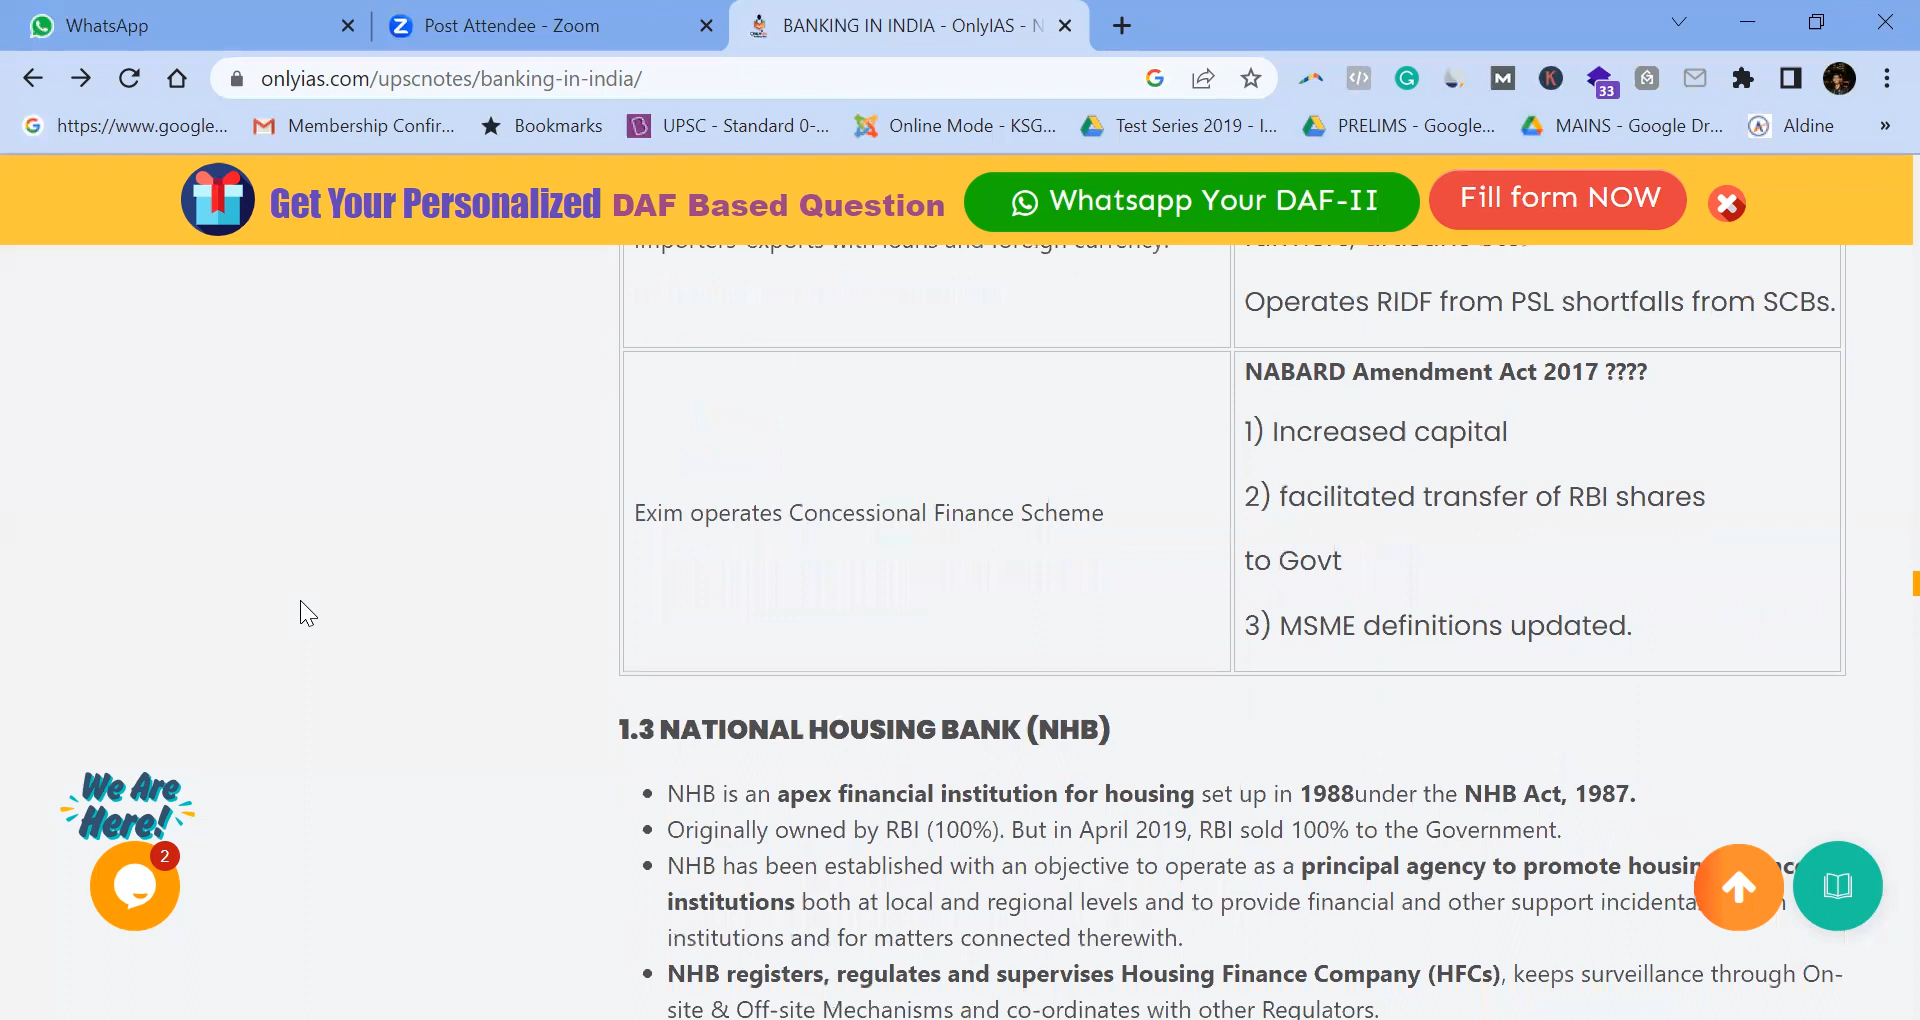 WhatsApp
Post Attendee - Zoom
BANKING IN INDIA - OnlyIAS - N
onlyias.com/upscnotes/banking-in-india/
33
https://www.google...
Membership Confir...
Bookmarks
UPSC - Standard 0-...
Online Mode - KSG...
Test Series 2019 - I...
PRELIMS - Google...
MAINS - Google Dr...
Aldine
»
Get Your Personalized DAF Based Question
Whatsapp Your DAF-II
Fill form NOW
importers-exports with loans and foreign currency.
Operates RIDF from PSL shortfalls from SCBs.
NABARD Amendment Act 2017 ????
1) Increased capital
2) facilitated transfer of RBI shares
to Govt
3) MSME definitions updated.
Exim operates Concessional Finance Scheme
1.3 NATIONAL HOUSING BANK (NHB)
• NHB is an apex financial institution for housing set up in 1988under the NHB Act, 1987.
• Originally owned by RBI (100%). But in April 2019, RBI sold 100% to the Government.
• NHB has been established with an objective to operate as a principal agency to promote housin
institutions both at local and regional levels and to provide financial and other support incidenta
institutions and for matters connected therewith.
• NHB registers, regulates and supervises Housing Finance Company (HFCs), keeps surveillance through On-
site & Off-site Mechanisms and co-ordinates with other Regulators.
We Are
Here!
2